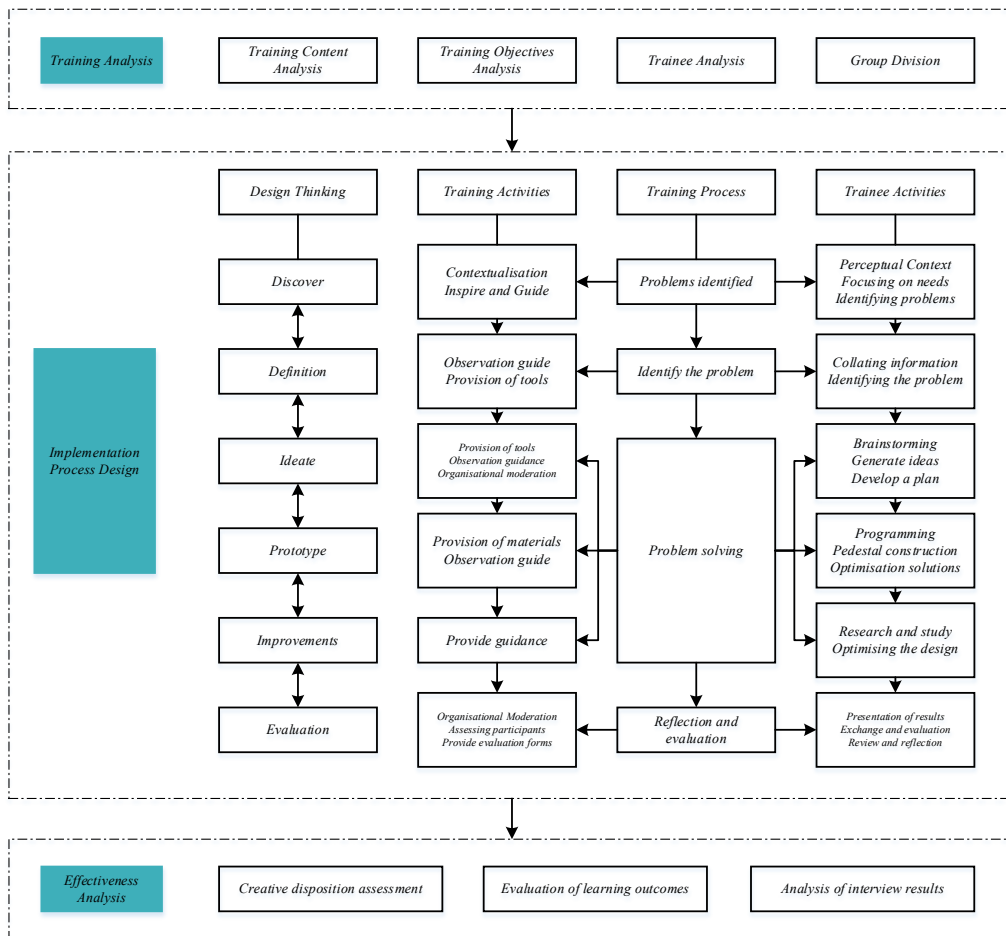 Training Analysis
Training Content
Analysis
Training Objectives
Analysis
Trainee Analysis
Group Division
Design Thinking
Training Activities
Training Process
Trainee Activities
Discover
Contextualisation
Inspire and Guide
Problems identified
Perceptual Context
Focusing on needs
Identifying problems
Definition
Observation guide
Provision of tools
Identify the problem
Collating information
Identifying the problem
Implementation
Process Design
Ideate
Provision of tools
Observation guidance
Organisational moderation
Problem solving
Brainstorming
Generate ideas
Develop a plan
Prototype
Provision of materials
Observation guide
Programming
Pedestal construction
Optimisation solutions
Improvements
Provide guidance
Research and study
Optimising the design
Evaluation
Organisational Moderation
Assessing participants
Provide evaluation forms
Reflection and
evaluation
Presentation of results
Exchange and evaluation
Review and reflection
Effectiveness
Analysis
Creative disposition assessment
Evaluation of learning outcomes
Analysis of interview results